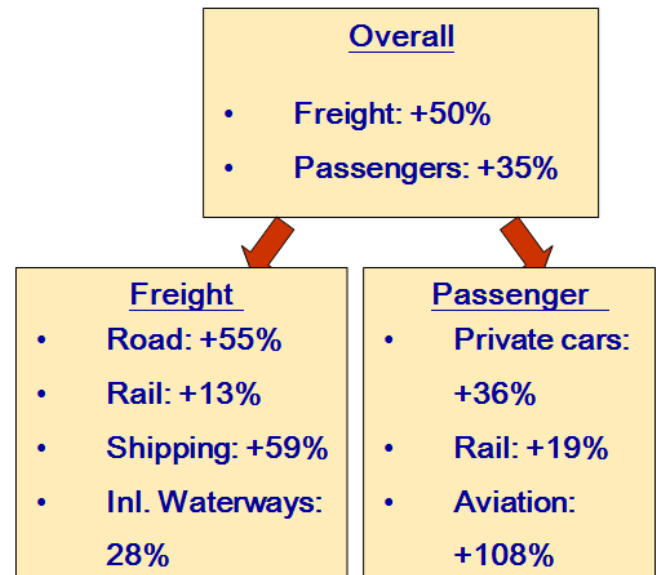 Overall
• Freight: +50%
• Passengers: +35%
Freight
• Road: +55%
• Rail: +13%
• Shipping: +59%
• Inl. Waterways:
28%
Passenger
• Private cars:
+36%
• Rail: +19%
• Aviation:
+108%